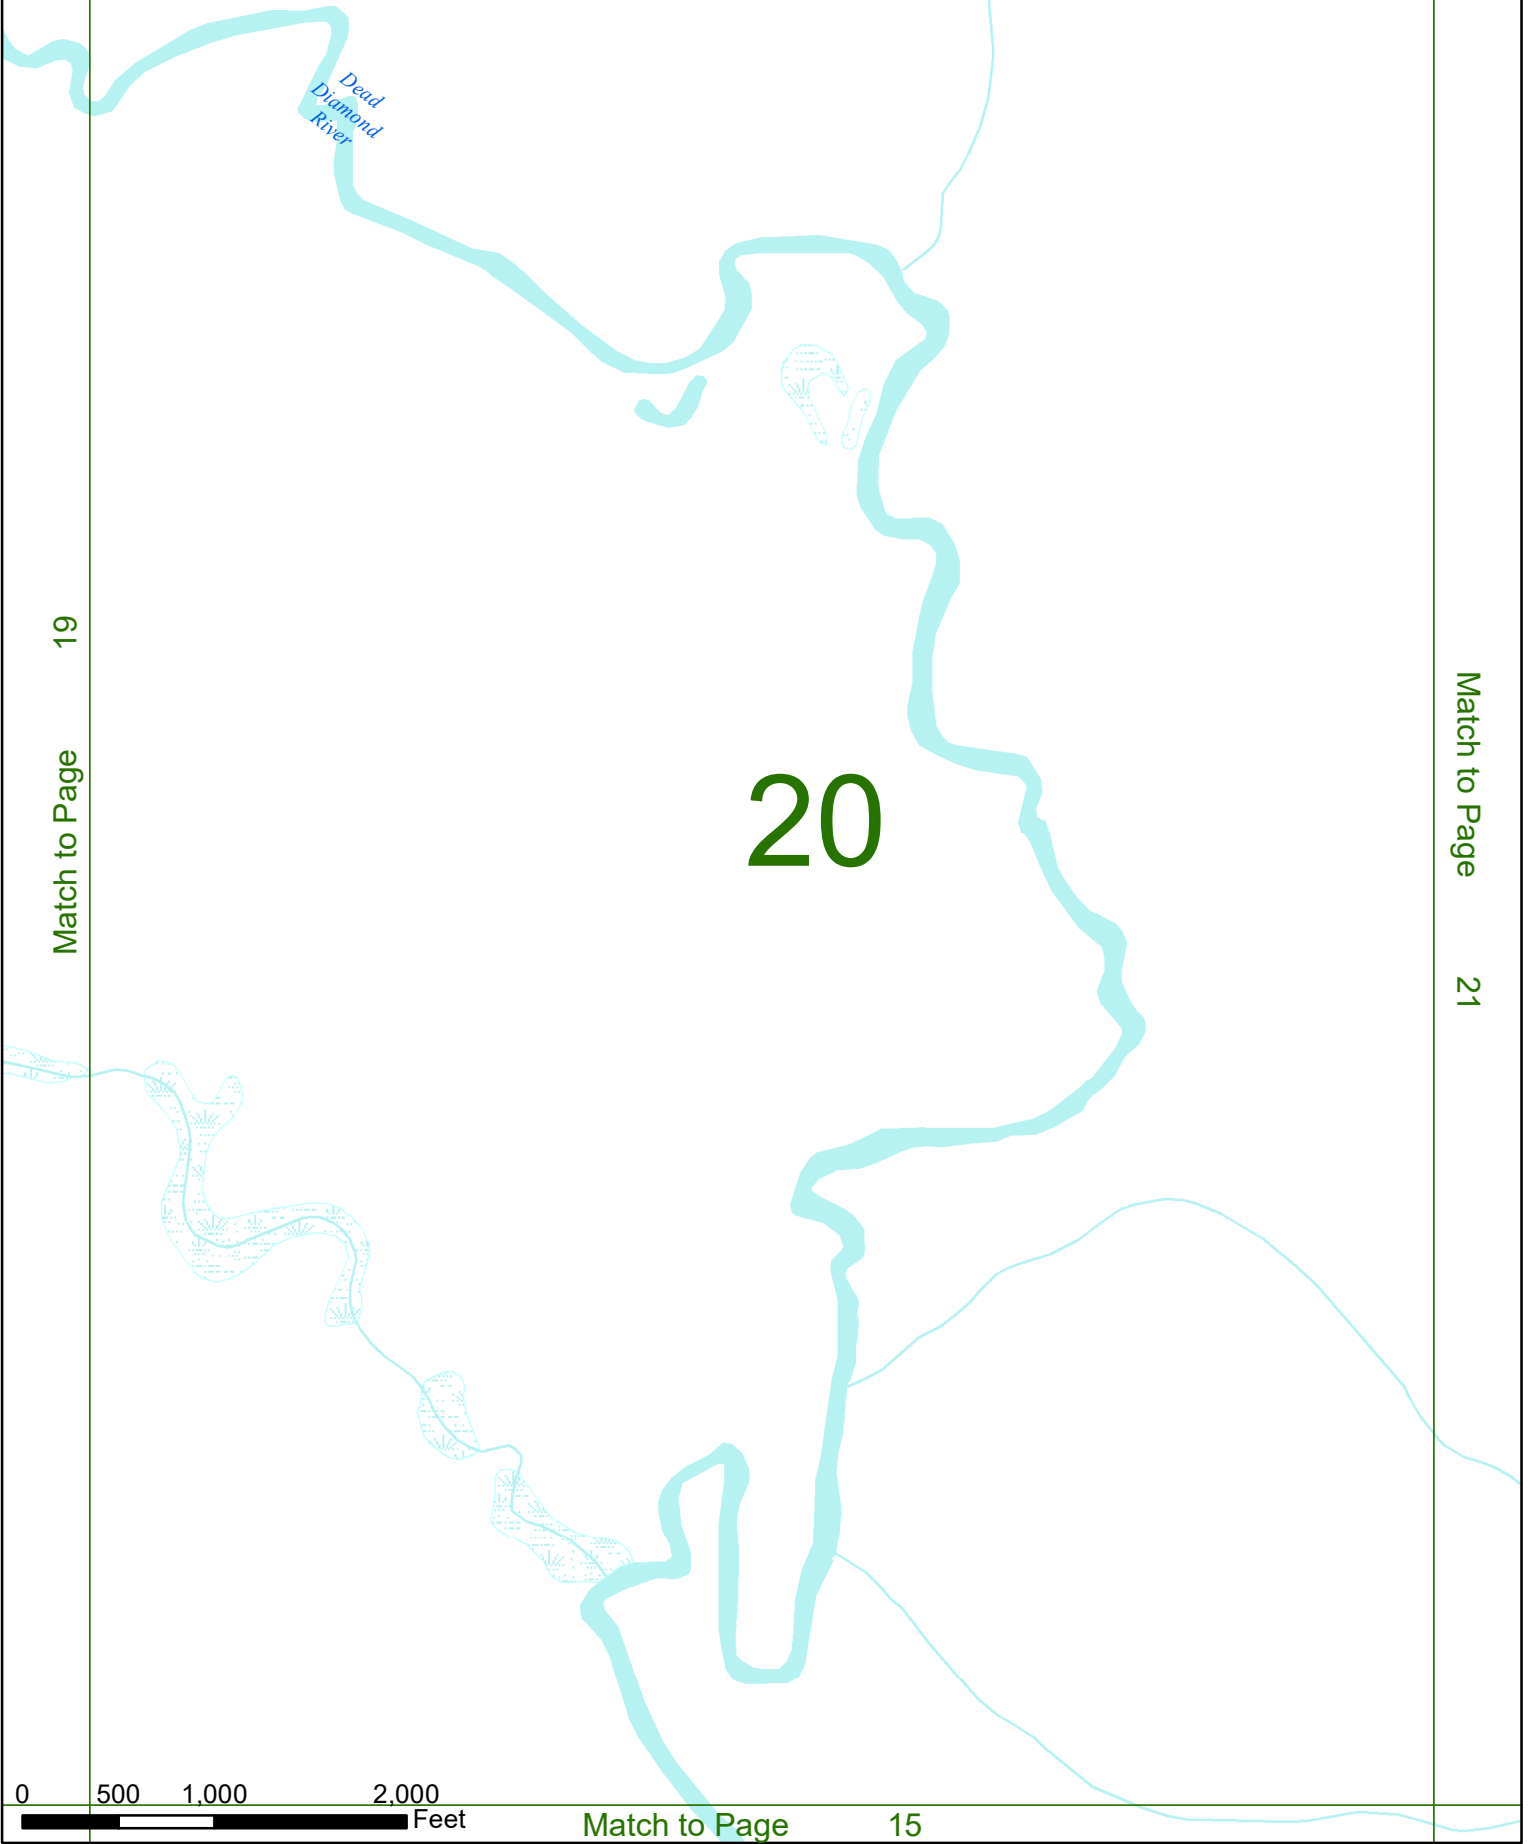 Dead
Diamond
River
Match to Page 19
20
Match to Page 21
0 500 1,000 2,000
Feet
Match to Page 15